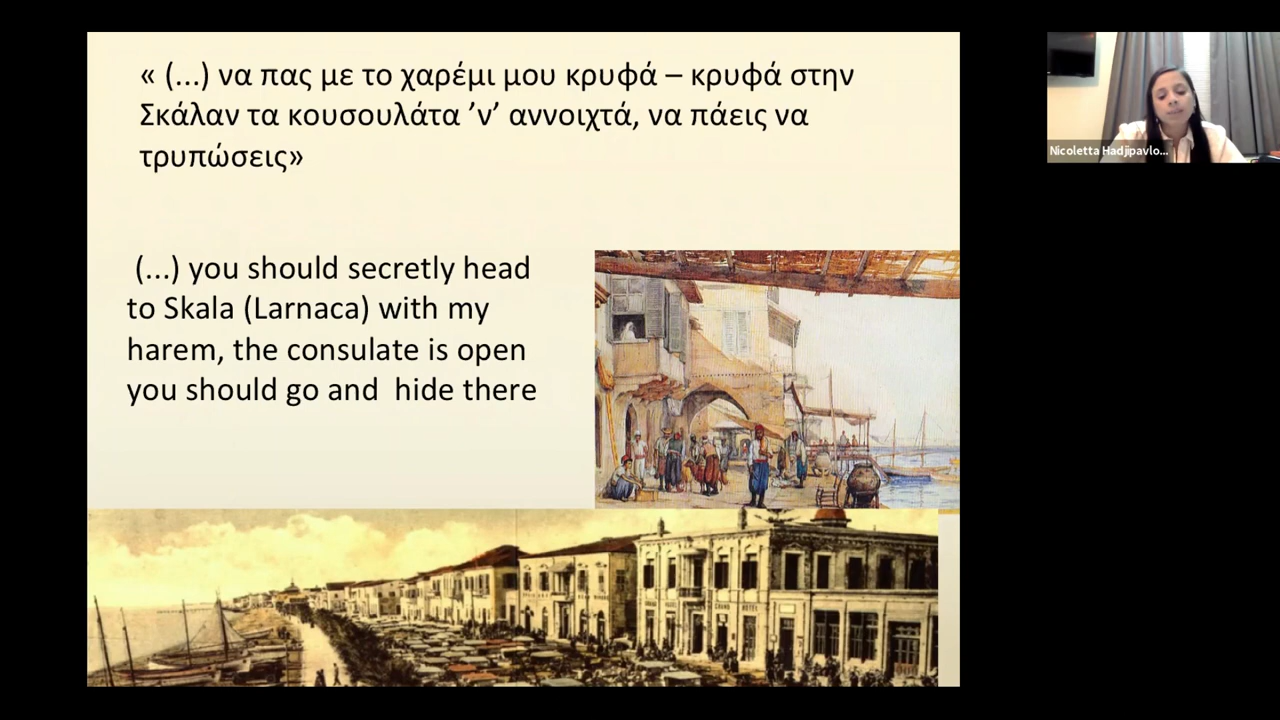 « (...) να πας με το χαρέμι μου κρυφά – κρυφά στην
Σκάλαν τα κουσουλάτα ’ν’ αννοιχτά, να πάεις να
τρυπώσεις»
(...) you should secretly head
to Skala (Larnaca) with my
harem, the consulate is open
you should go and hide there
Nicoletta Hadjipavlo...
GRAND HOTEL